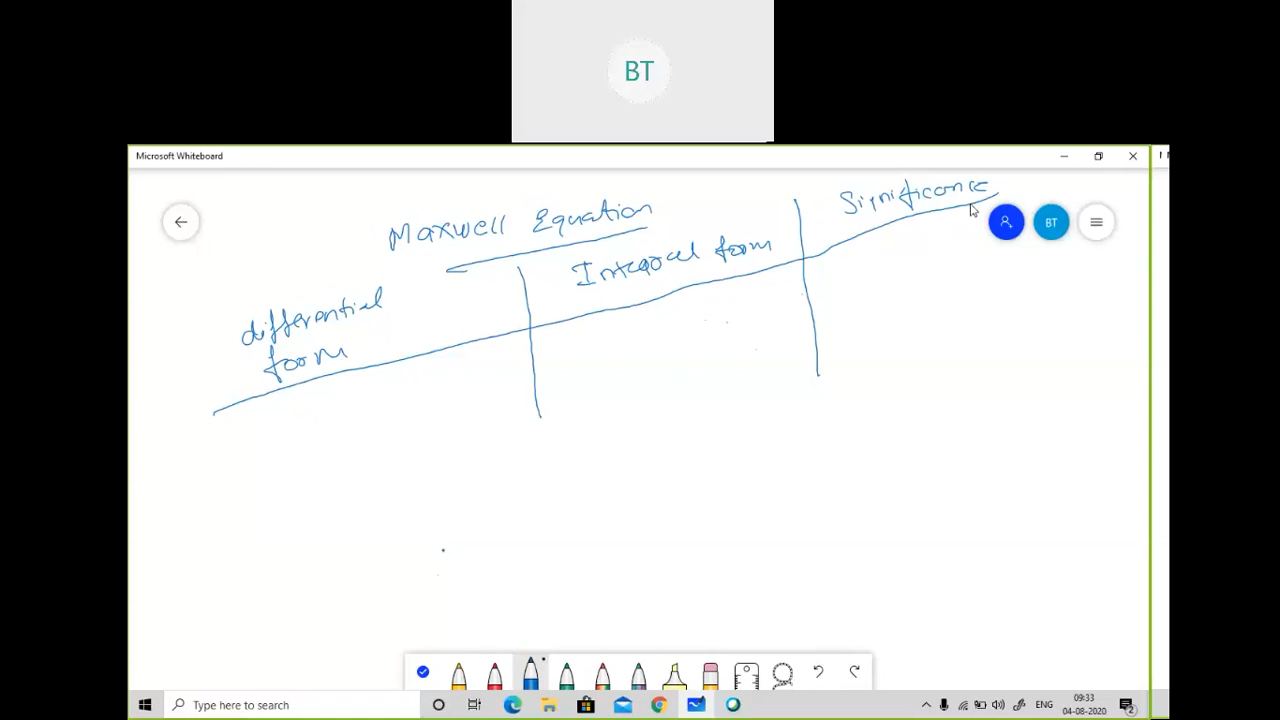 BT
Microsoft Whiteboard
Maxwell Equation
Significance
BT
differential
form
Integral form
Type here to search
ENG
09:33
04-08-2020
2